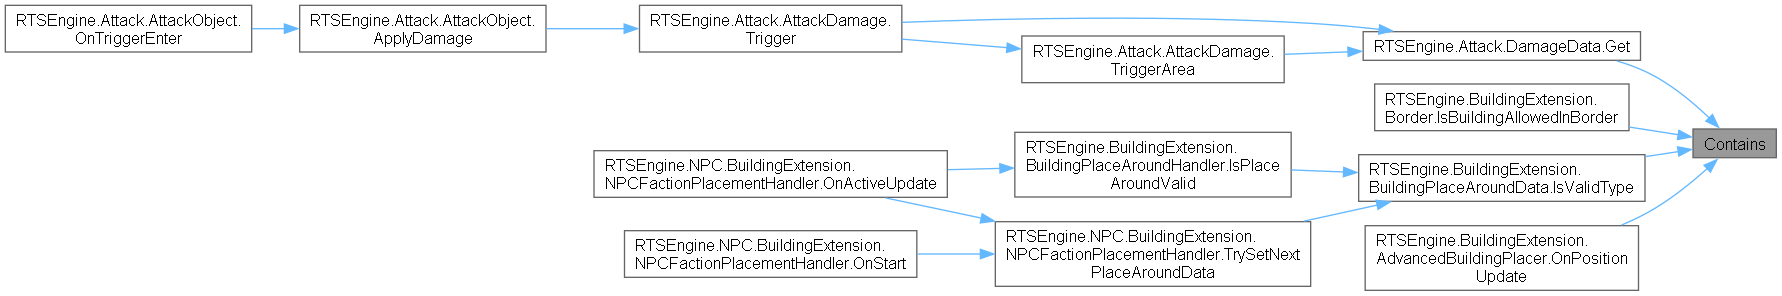 RTSEngine.Attack.AttackObject.
OnTriggerEnter
RTSEngine.Attack.AttackObject.
ApplyDamage
RTSEngine.Attack.AttackDamage.
Trigger
RTSEngine.Attack.AttackDamage.
TriggerArea
RTSEngine.Attack.DamageData.Get
RTSEngine.BuildingExtension.
Border.IsBuildingAllowedInBorder
Contains
RTSEngine.NPC.BuildingExtension.
NPCFactionPlacementHandler.OnActiveUpdate
RTSEngine.BuildingExtension.
BuildingPlaceAroundHandler.IsPlace
AroundValid
RTSEngine.BuildingExtension.
BuildingPlaceAroundData.IsValidType
RTSEngine.NPC.BuildingExtension.
NPCFactionPlacementHandler.OnStart
RTSEngine.NPC.BuildingExtension.
NPCFactionPlacementHandler.TrySetNext
PlaceAroundData
RTSEngine.BuildingExtension.
AdvancedBuildingPlacer.OnPosition
Update